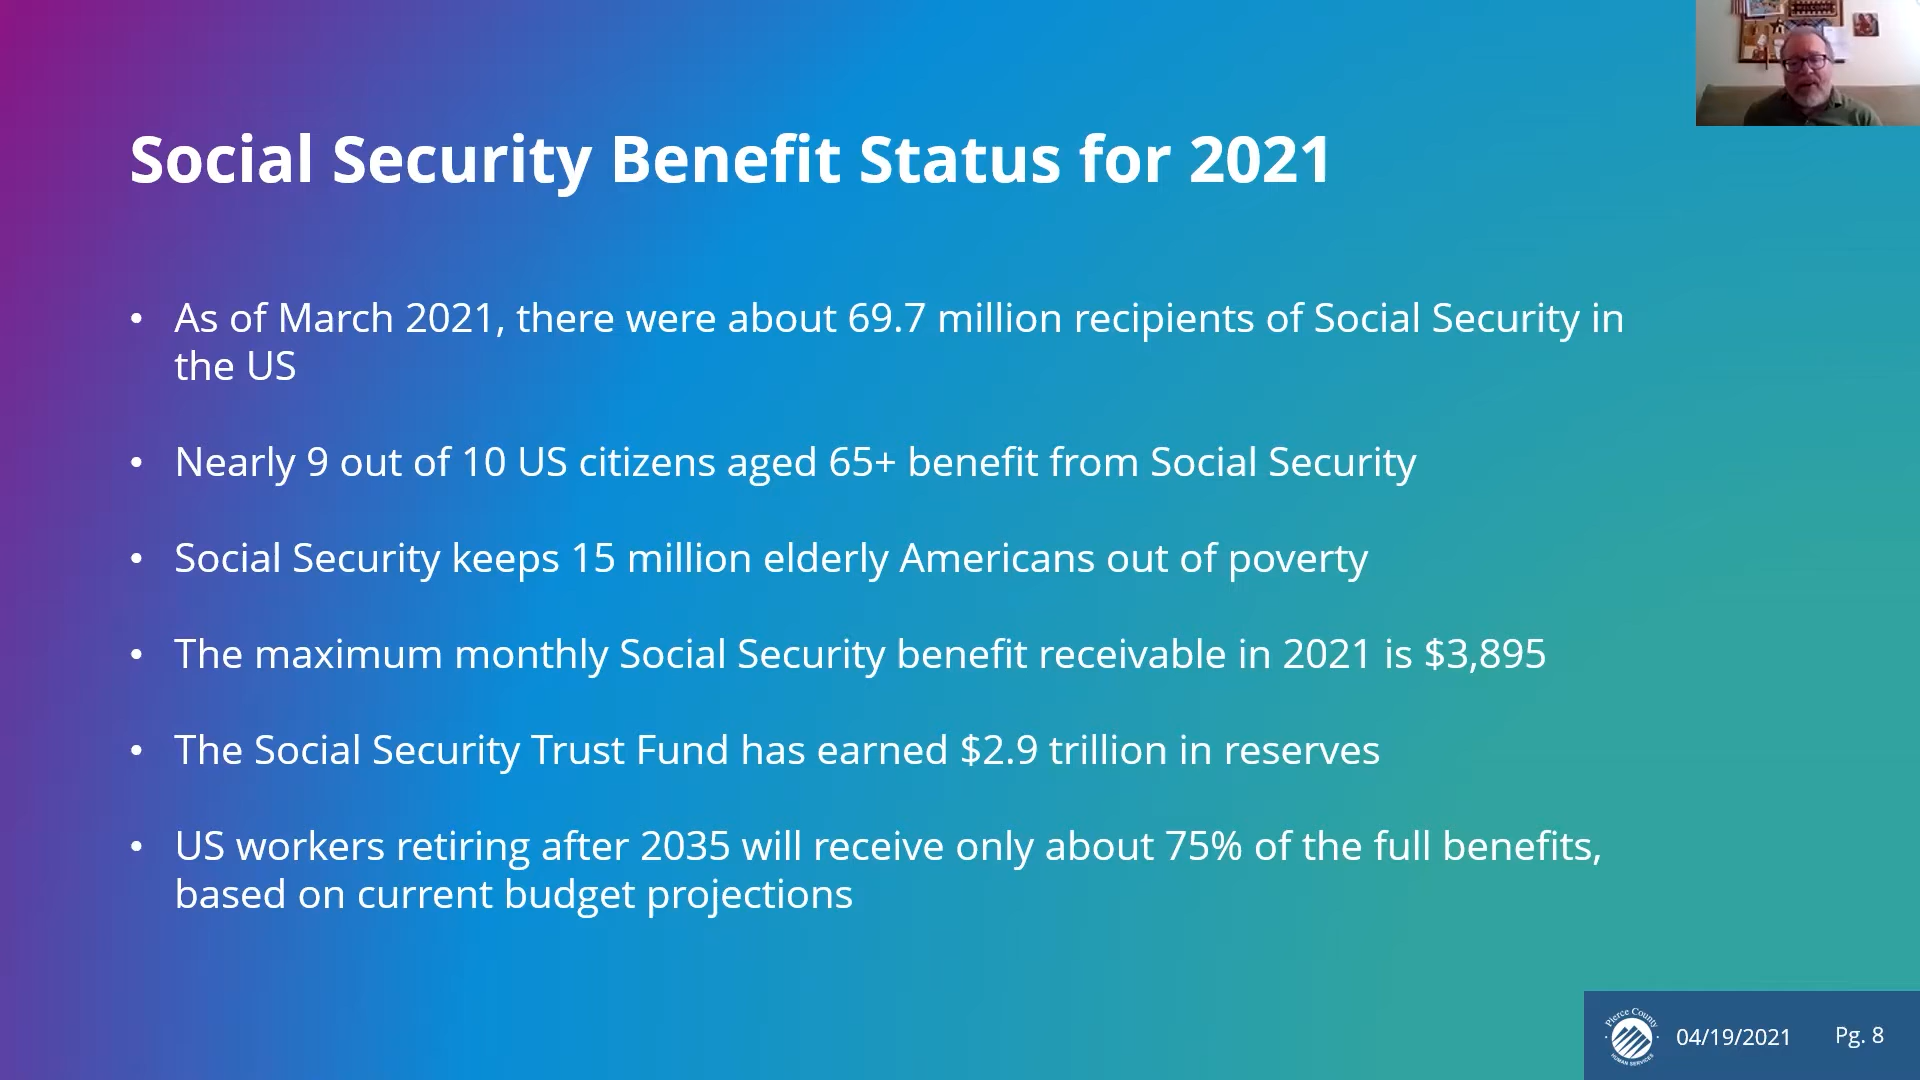 Social Security Benefit Status for 2021
• As of March 2021, there were about 69.7 million recipients of Social Security in
the US
• Nearly 9 out of 10 US citizens aged 65+ benefit from Social Security
• Social Security keeps 15 million elderly Americans out of poverty
• The maximum monthly Social Security benefit receivable in 2021 is $3,895
• The Social Security Trust Fund has earned $2.9 trillion in reserves
• US workers retiring after 2035 will receive only about 75% of the full benefits,
based on current budget projections
Pierce County
HUMAN SERVICES
04/19/2021
Pg. 8